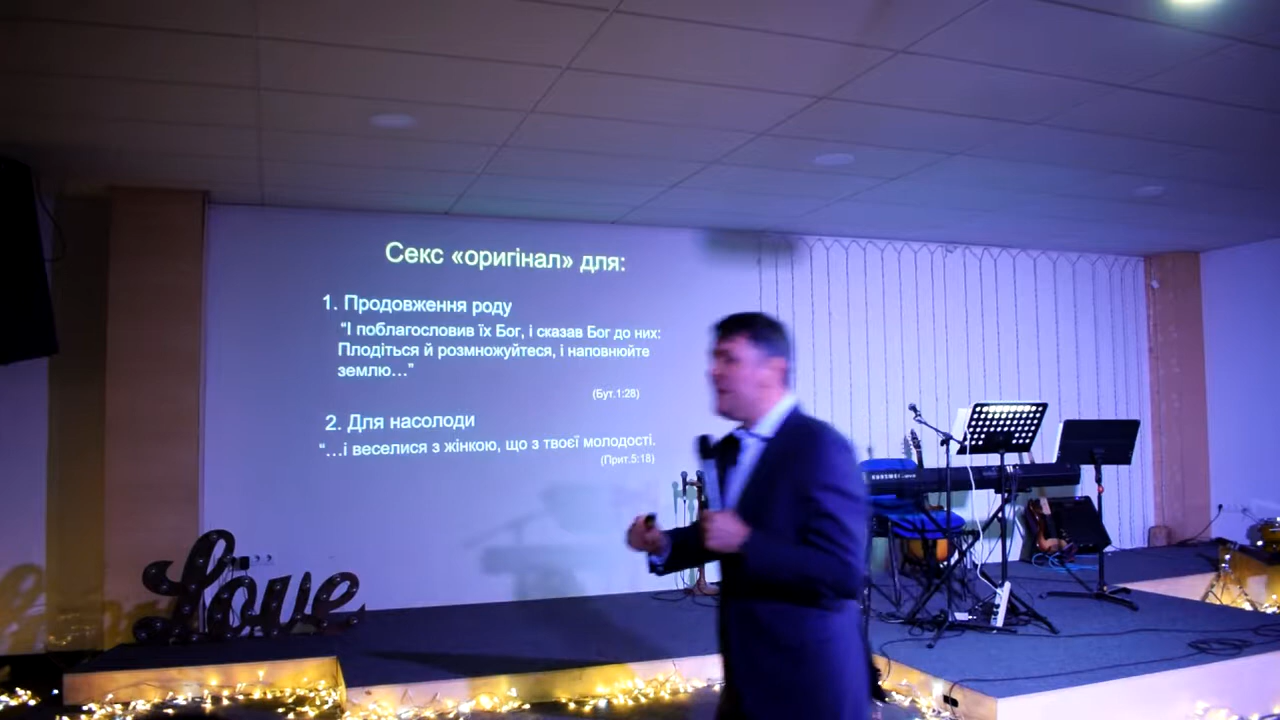 Секс «оригінал» для:
1. Продовження роду
“І поблагословив їх Бог, і сказав Бог до них:
Плодіться й розмножуйтеся, і наповнюйте
землю…”
(Бут.1:28)
2. Для насолоди
“…і веселися з жінкою, що з твоєї молодості.
(Прит.5:18)
Love
KURZWEIL